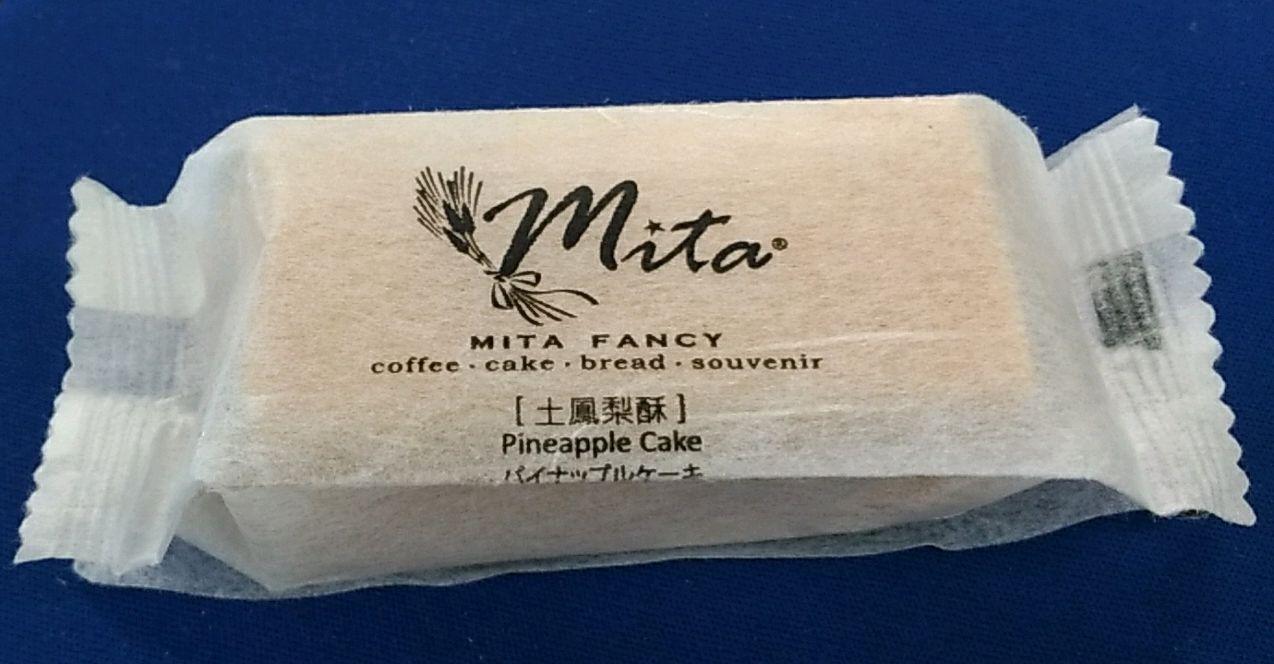 Mita®
MITA FANCY
coffee · cake · bread · souvenir
[土鳳梨酥]
Pineapple Cake
パイナップルケーキ